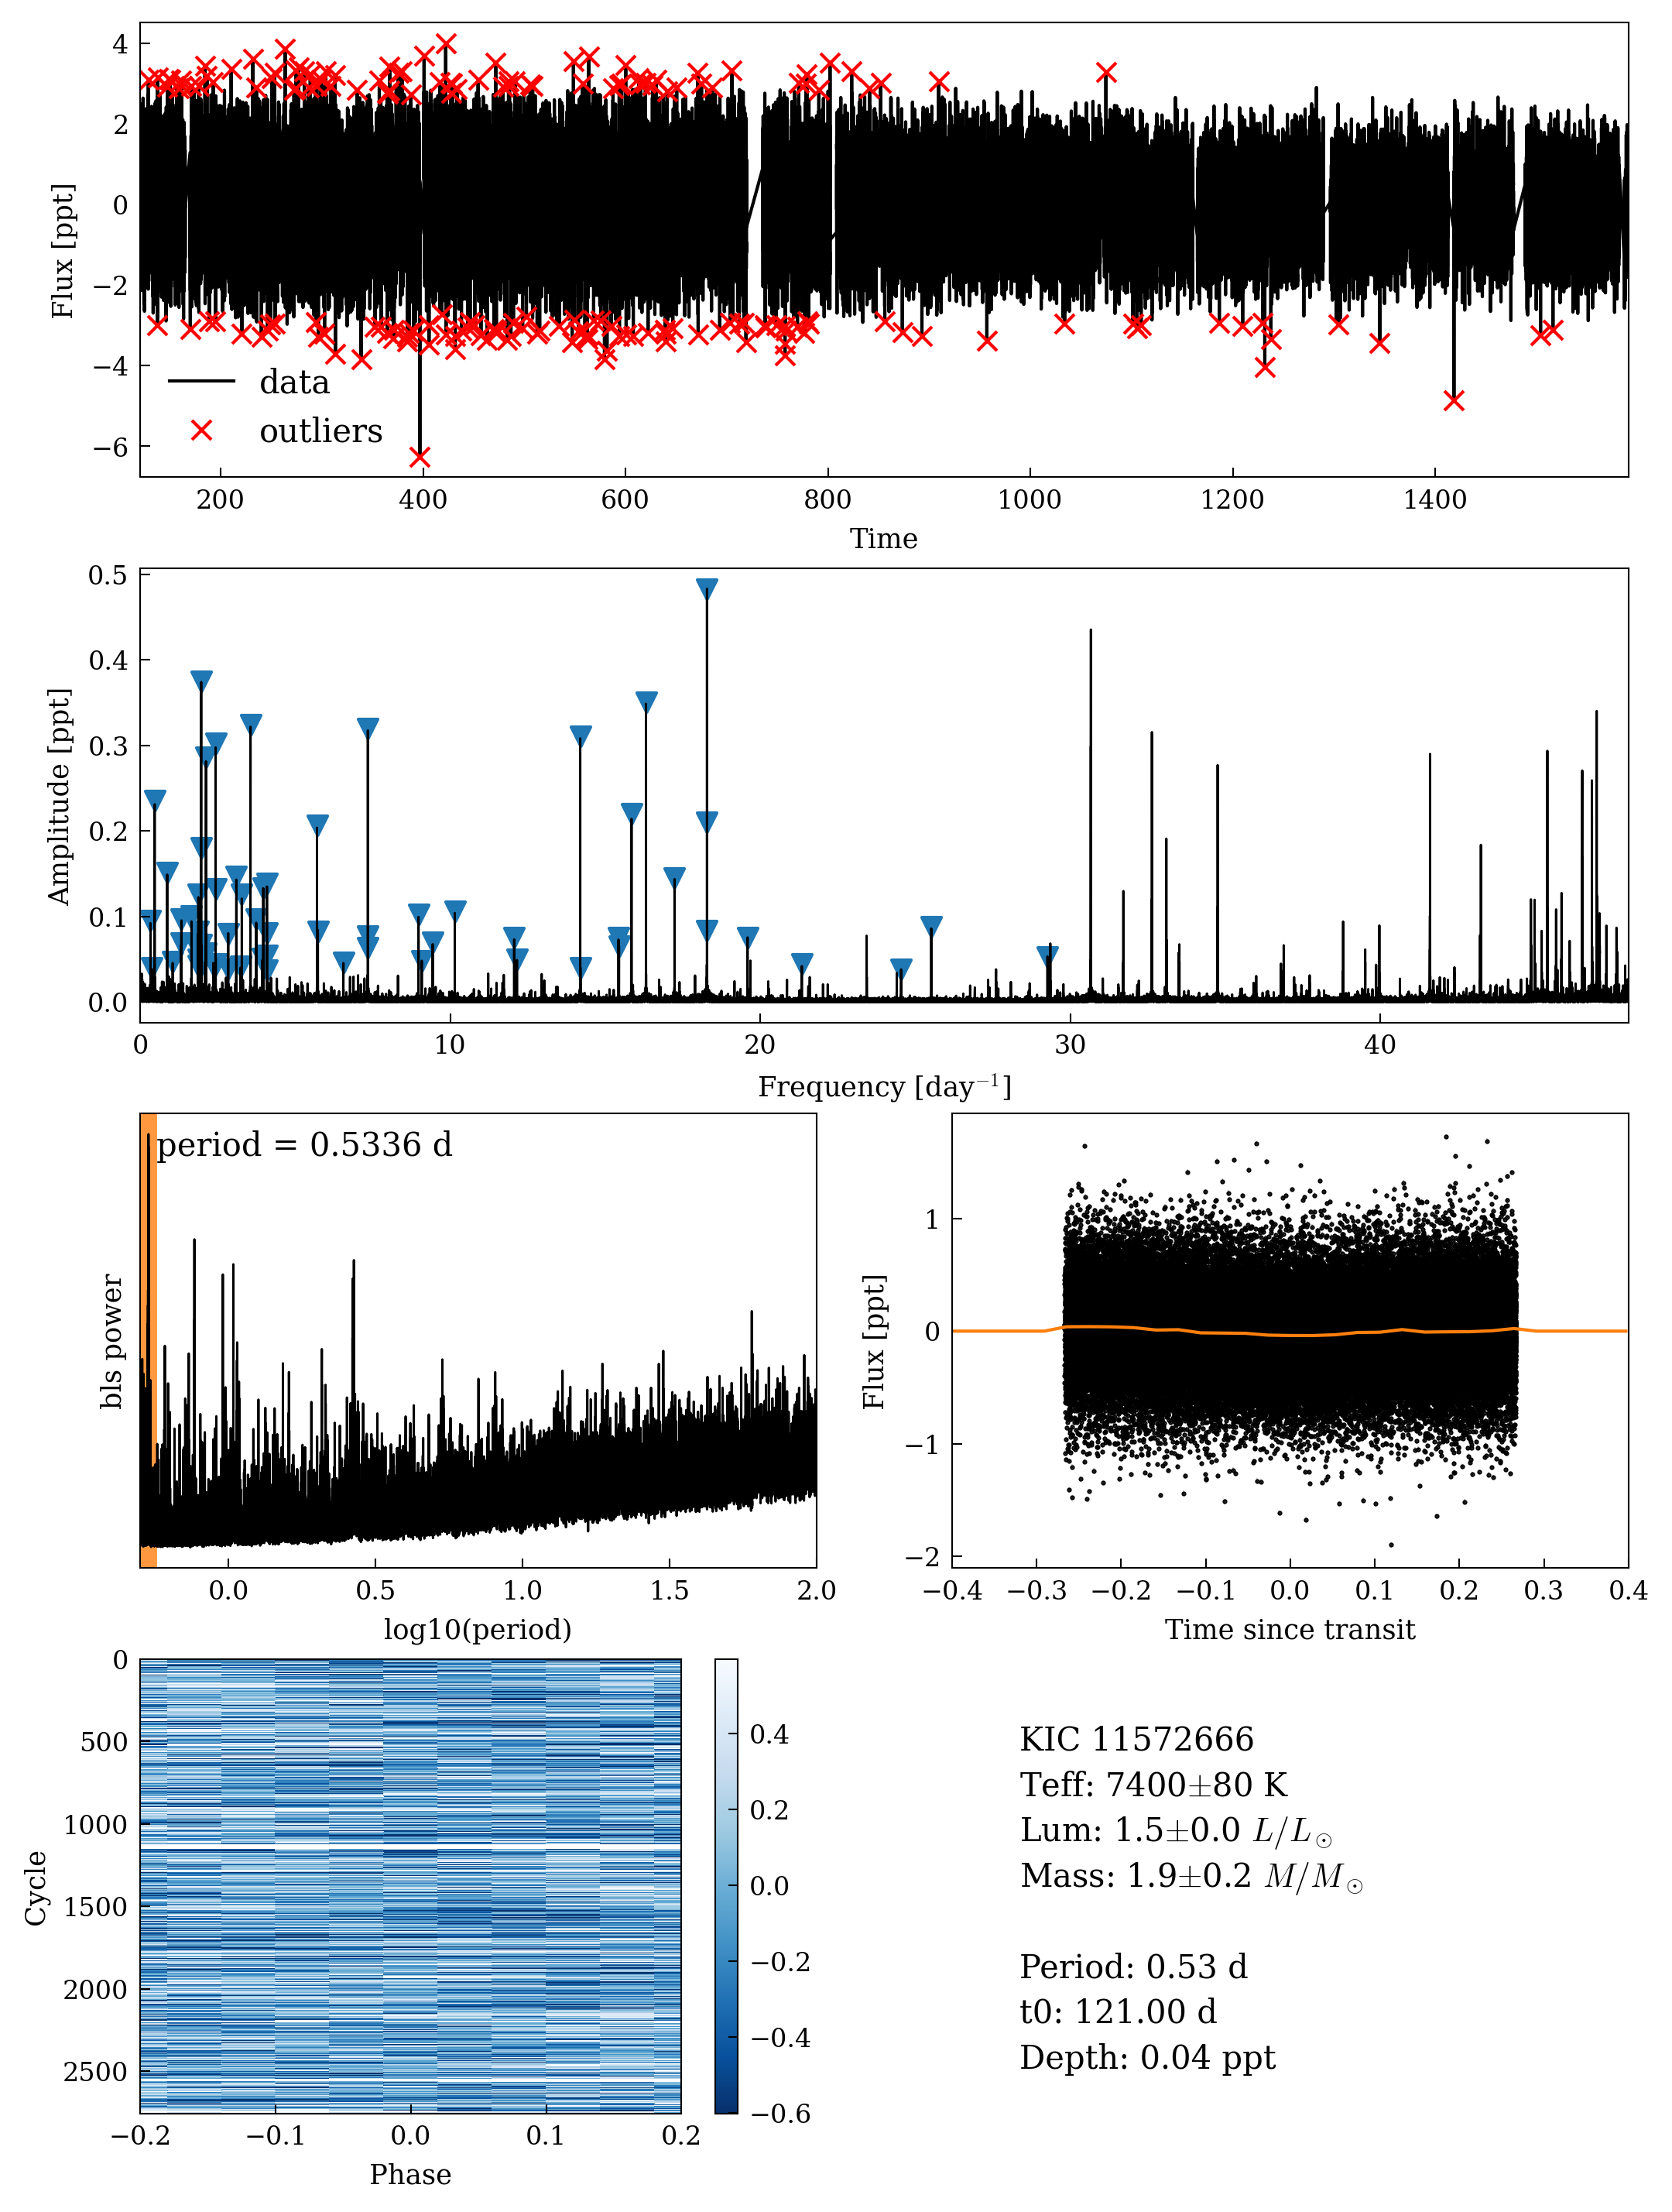 4
2
0
−2
−4
−6
Flux [ppt]
data
outliers
200 400 600 800 1000 1200 1400
Time
0.5
0.4
0.3
0.2
0.1
0.0
Amplitude [ppt]
0 10 20 30 40
Frequency [day⁻¹]
period = 0.5336 d
bls power
0.0 0.5 1.0 1.5 2.0
log10(period)
1
0
−1
−2
Flux [ppt]
−0.4 −0.3 −0.2 −0.1 0.0 0.1 0.2 0.3 0.4
Time since transit
0
500
1000
1500
2000
2500
Cycle
−0.2 −0.1 0.0 0.1 0.2
Phase
0.4
0.2
0.0
−0.2
−0.4
−0.6
KIC 11572666
Teff: 7400±80 K
Lum: 1.5±0.0 L/L☉
Mass: 1.9±0.2 M/M☉
Period: 0.53 d
t0: 121.00 d
Depth: 0.04 ppt